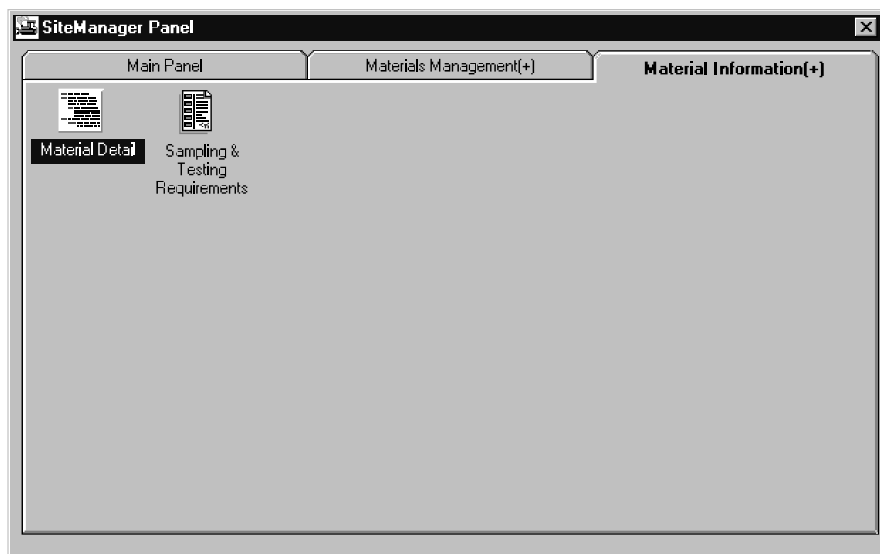 SiteManager Panel
Main Panel
Materials Management(+)
Material Information(+)
Material Detail
Sampling &
Testing
Requirements